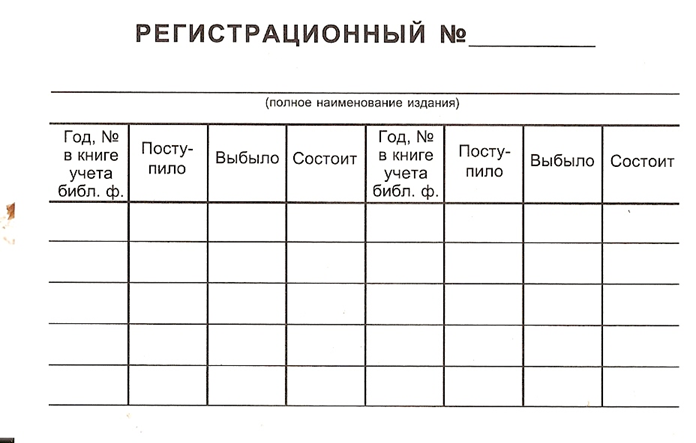 РЕГИСТРАЦИОННЫЙ №
(полное наименование издания)
Год, № в книге учета библ. ф. Посту-пило Выбыло Состоит Год, № в книге учета библ. ф. Посту-пило Выбыло Состоит